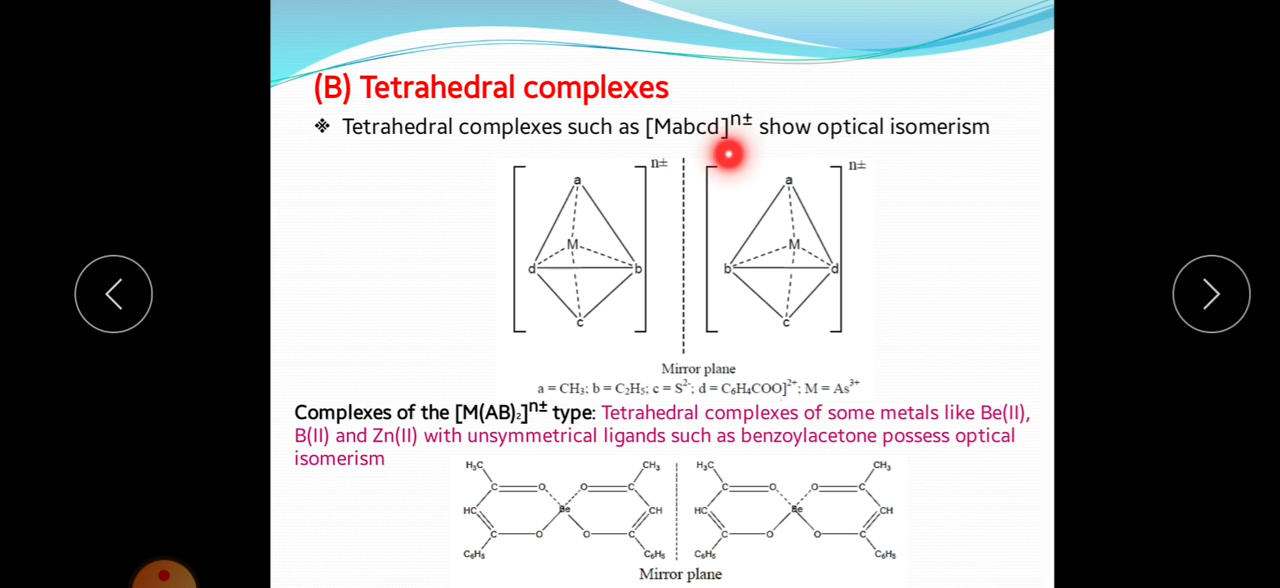 (B) Tetrahedral complexes
❖ Tetrahedral complexes such as [Mabcd]ⁿ± show optical isomerism
n± n±
a a
M M
d b b d
c c
Mirror plane
a = CH₃; b = C₂H₅; c = S²⁻; d = C₆H₄COO]²⁺; M = As³⁺
Complexes of the [M(AB)₂]ⁿ± type: Tetrahedral complexes of some metals like Be(II),
B(II) and Zn(II) with unsymmetrical ligands such as benzoylacetone possess optical
isomerism
H₃C CH₃ H₃C CH₃
C O O C C O O C
HC Be CH HC Be CH
C O O C C O O C
C₆H₅ C₆H₅ C₆H₅ C₆H₅
Mirror plane